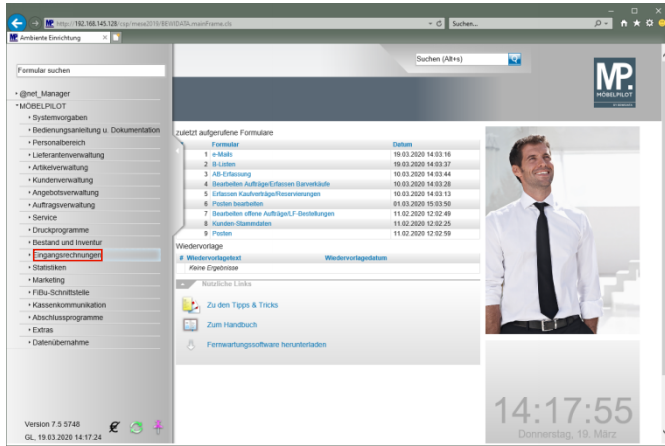 http://192.168.145.128/csp/mese2019/BEWIDATA.mainFrame.cls
Suchen...
Ambiente Einrichtung
Suchen (Alt+s)
Formular suchen
MP.
MÖBELPILOT
@net_Manager
MÖBELPILOT
Systemvorgaben
Bedienungsanleitung u. Dokumentation
Personalbereich
Lieferantenverwaltung
Artikelverwaltung
Kundenverwaltung
Angebotsverwaltung
Auftragsverwaltung
Service
Druckprogramme
Bestand und Inventur
Eingangsrechnungen
Statistiken
Marketing
FiBu-Schnittstelle
Kassenkommunikation
Abschlussprogramme
Extras
Datenübernahme
Version 7.5 5748
GL, 19.03.2020 14:17:24
zuletzt aufgerufene Formulare
Formular Datum
1 e-Mails 19.03.2020 14:03:16
2 B-Listen 19.03.2020 14:03:37
3 AB-Erfassung 10.03.2020 14:03:44
4 Bearbeiten Aufträge/Erfassen Barverkäufe 10.03.2020 14:03:28
5 Erfassen Kaufverträge/Reservierungen 10.03.2020 14:03:13
6 Posten bearbeiten 01.03.2020 15:03:50
7 Bearbeiten offene Aufträge/LF-Bestellungen 11.02.2020 12:02:49
8 Kunden-Stammdaten 11.02.2020 12:02:25
9 Posten 11.02.2020 12:02:59
Wiedervorlage
# Wiedervorlagetext Wiedervorlagedatum
Keine Ergebnisse
Nützliche Links
Zu den Tipps & Tricks
Zum Handbuch
Fernwartungssoftware herunterladen
14:17:55
Donnerstag, 19. März